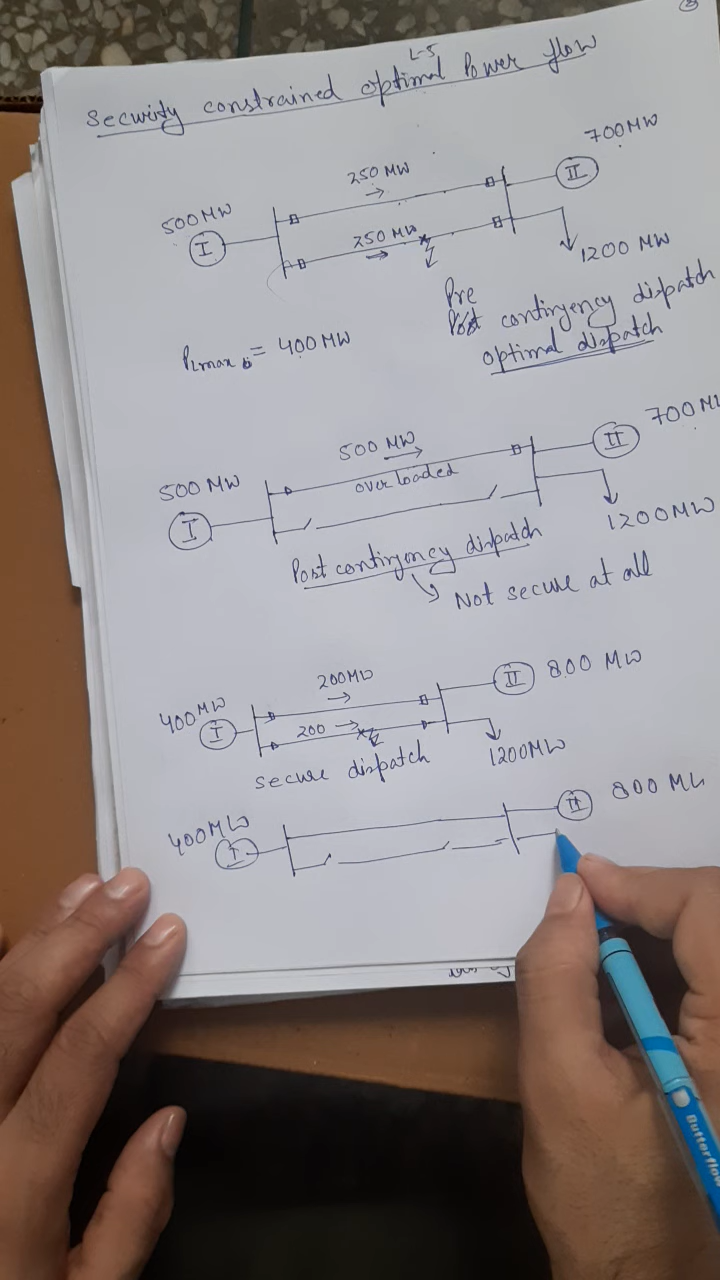 L-5
Security constrained optimal Power flow
700 MW
250 MW
II
500 MW
I
250 MW
1200 MW
Pre
Post contingency dispatch
optimal dispatch
PLmax = 400 MW
700 M
500 MW
II
over loaded
500 MW
I
1200 MW
Post contingency dispatch
Not secure at all
200 MW
II 800 MW
400 MW
I
200
1200 MW
secure dispatch
800 MW
II
400 MW
I
Butterflow